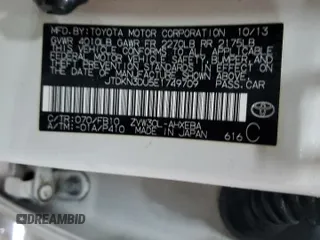 MFD. BY: TOYOTA MOTOR CORPORATION 10/13
GVWR 4010LB GAWR FR 2270LB RR 2175LB
THIS VEHICLE CONFORMS TO ALL APPLICABLE
FEDERAL MOTOR VEHICLE SAFETY, BUMPER, AND
THEFT PREVENTION STANDARDS IN EFFECT ON
THE DATE OF MANUFACTURE SHOWN ABOVE.
PASS.CAR
C/TR:070/FB10 ZVW30L-AHXEBA
A/TM:-01A/P410 MADE IN JAPAN 616 C
DREAMBID